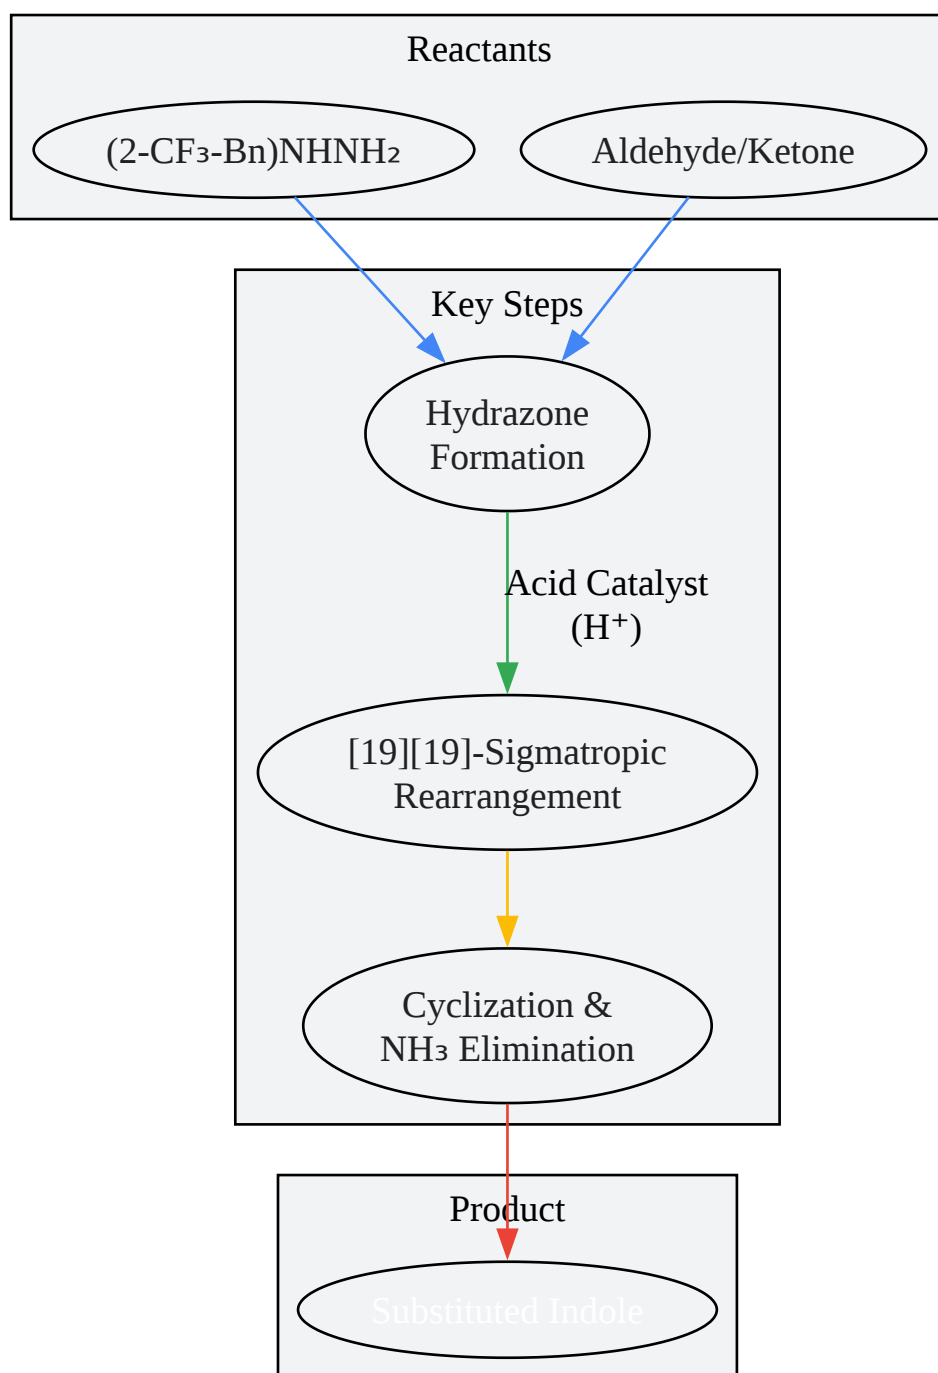 Reactants
(2-CF₃-Bn)NHNH₂
Aldehyde/Ketone
Key Steps
Hydrazone
Formation
Acid Catalyst
(H⁺)
[19][19]-Sigmatropic
Rearrangement
Cyclization &
NH₃ Elimination
Product
Substituted Indole